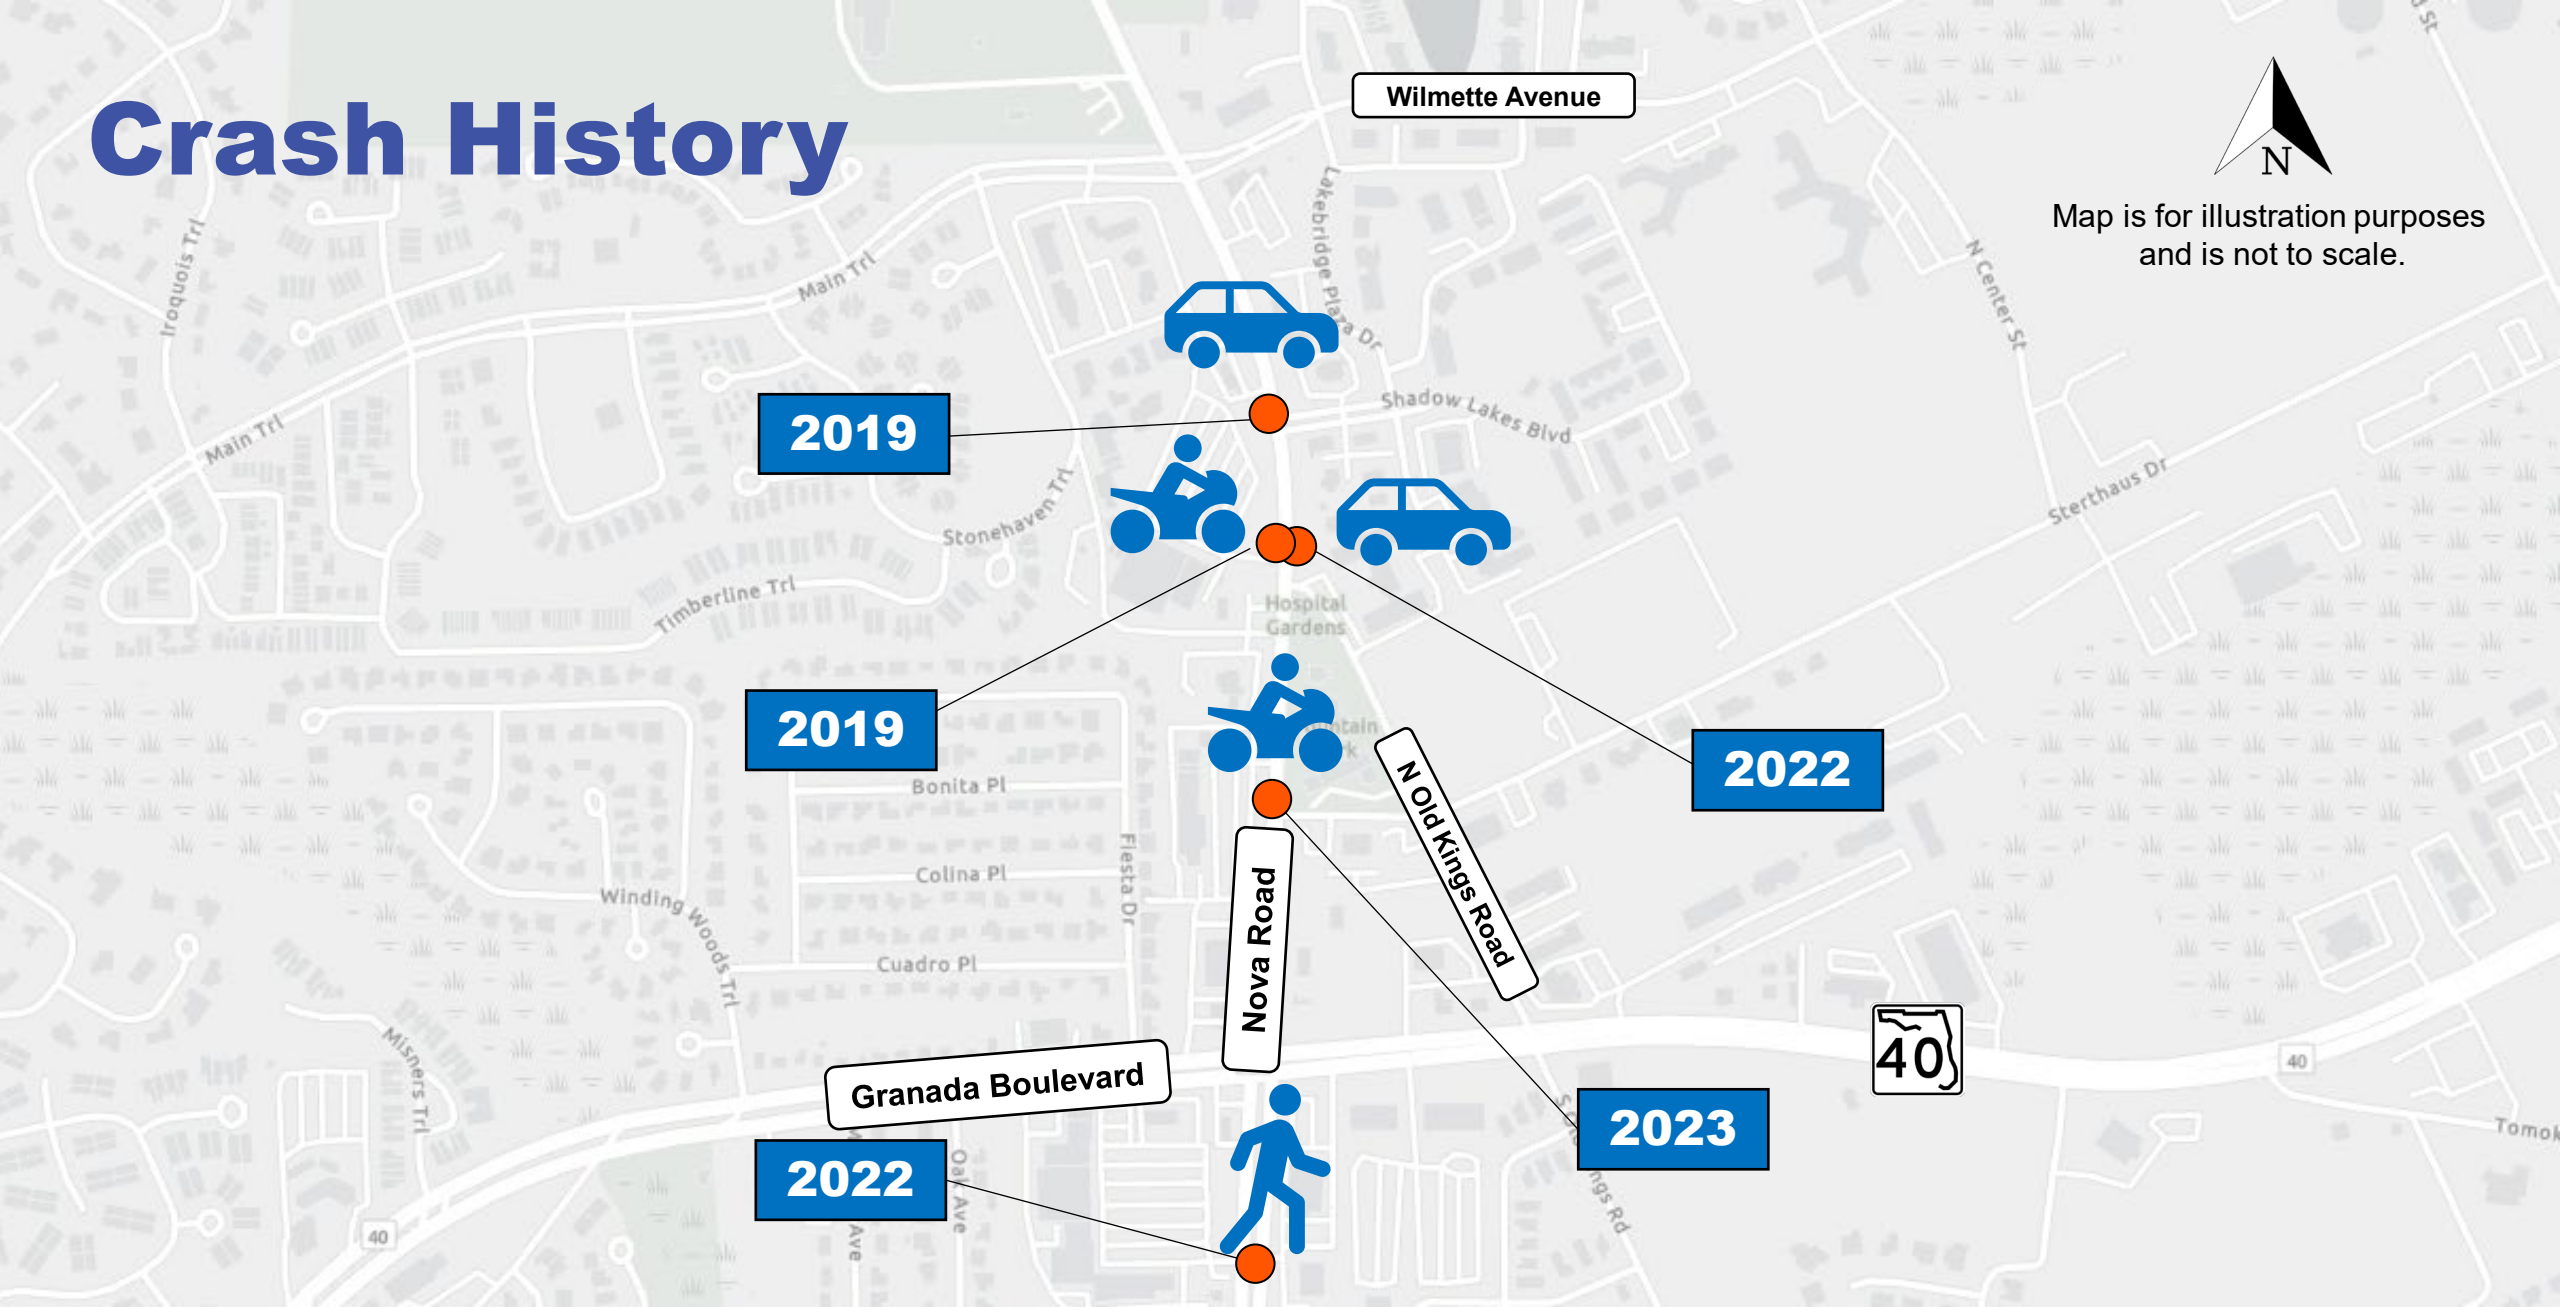 Wilmette Avenue
Crash History
N
Map is for illustration purposes
and is not to scale.
Iroquois Trl
Lakebridge Plaza Dr
N Center St
Main Trl
2019
Shadow Lakes Blvd
Main Trl
Stonehaven Trl
Sterthaus Dr
Timberline Trl
Hospital
Gardens
2019
2022
Bonita Pl
N Old Kings Road
Fiesta Dr
Colina Pl
Nova Road
Winding Woods Trl
Cuadro Pl
Misners Trl
Granada Boulevard
40
40
2023
2022
Oak Ave
Ave
ngs Rd
40